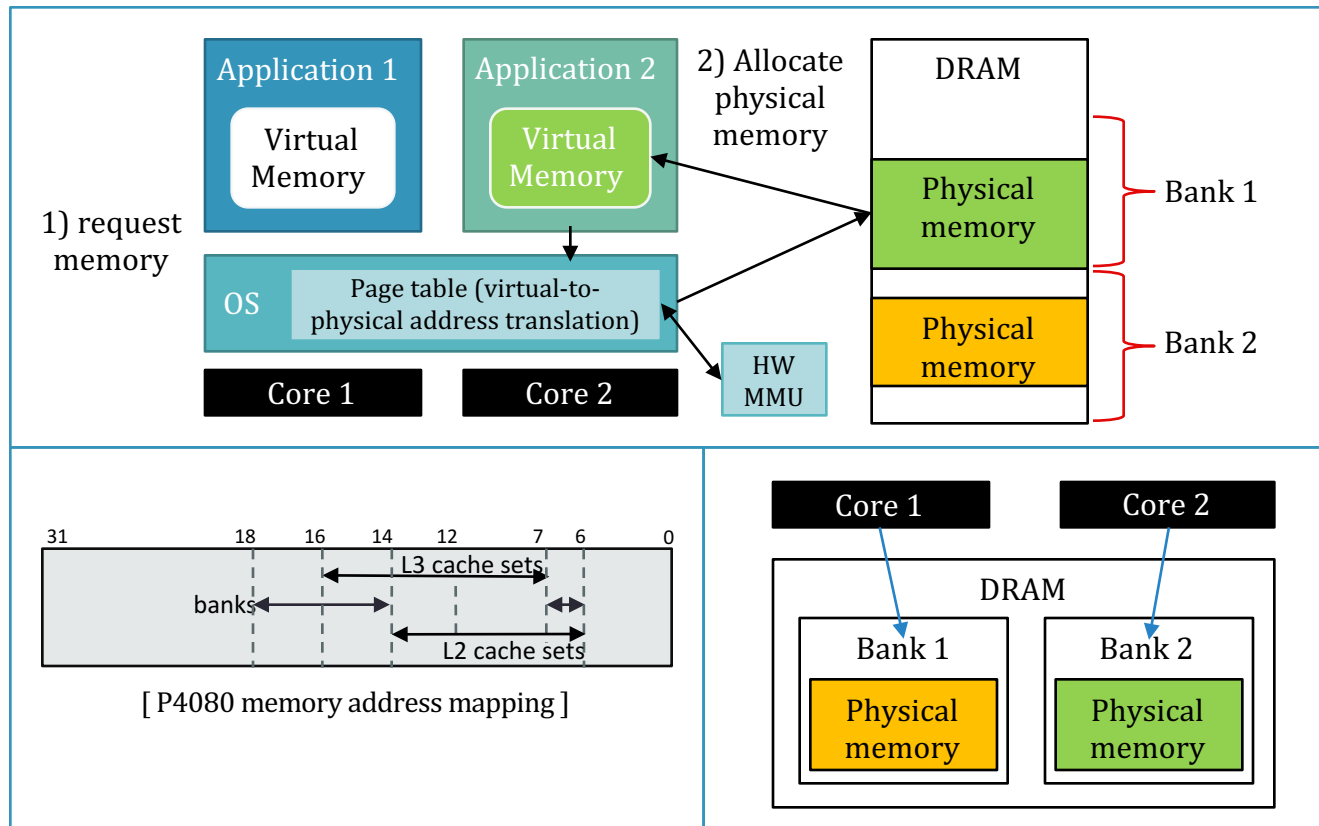 Application 1
Virtual
Memory
Application 2
Virtual
Memory
2) Allocate
physical
memory
DRAM
Physical
memory
Bank 1
Physical
memory
Bank 2
1) request
memory
OS
Page table (virtual-to-
physical address translation)
HW
MMU
Core 1
Core 2
31 18 16 14 12 7 6 0
L3 cache sets
banks
L2 cache sets
[ P4080 memory address mapping ]
Core 1
Core 2
DRAM
Bank 1
Physical
memory
Bank 2
Physical
memory